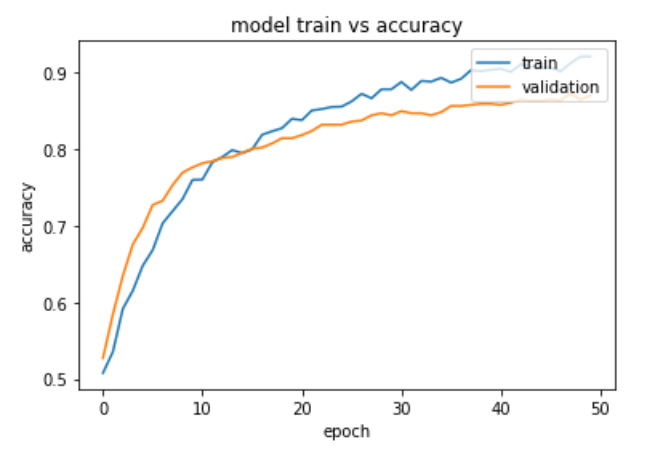 model train vs accuracy
train
validation
accuracy
0.9
0.8
0.7
0.6
0.5
0 10 20 30 40 50
epoch